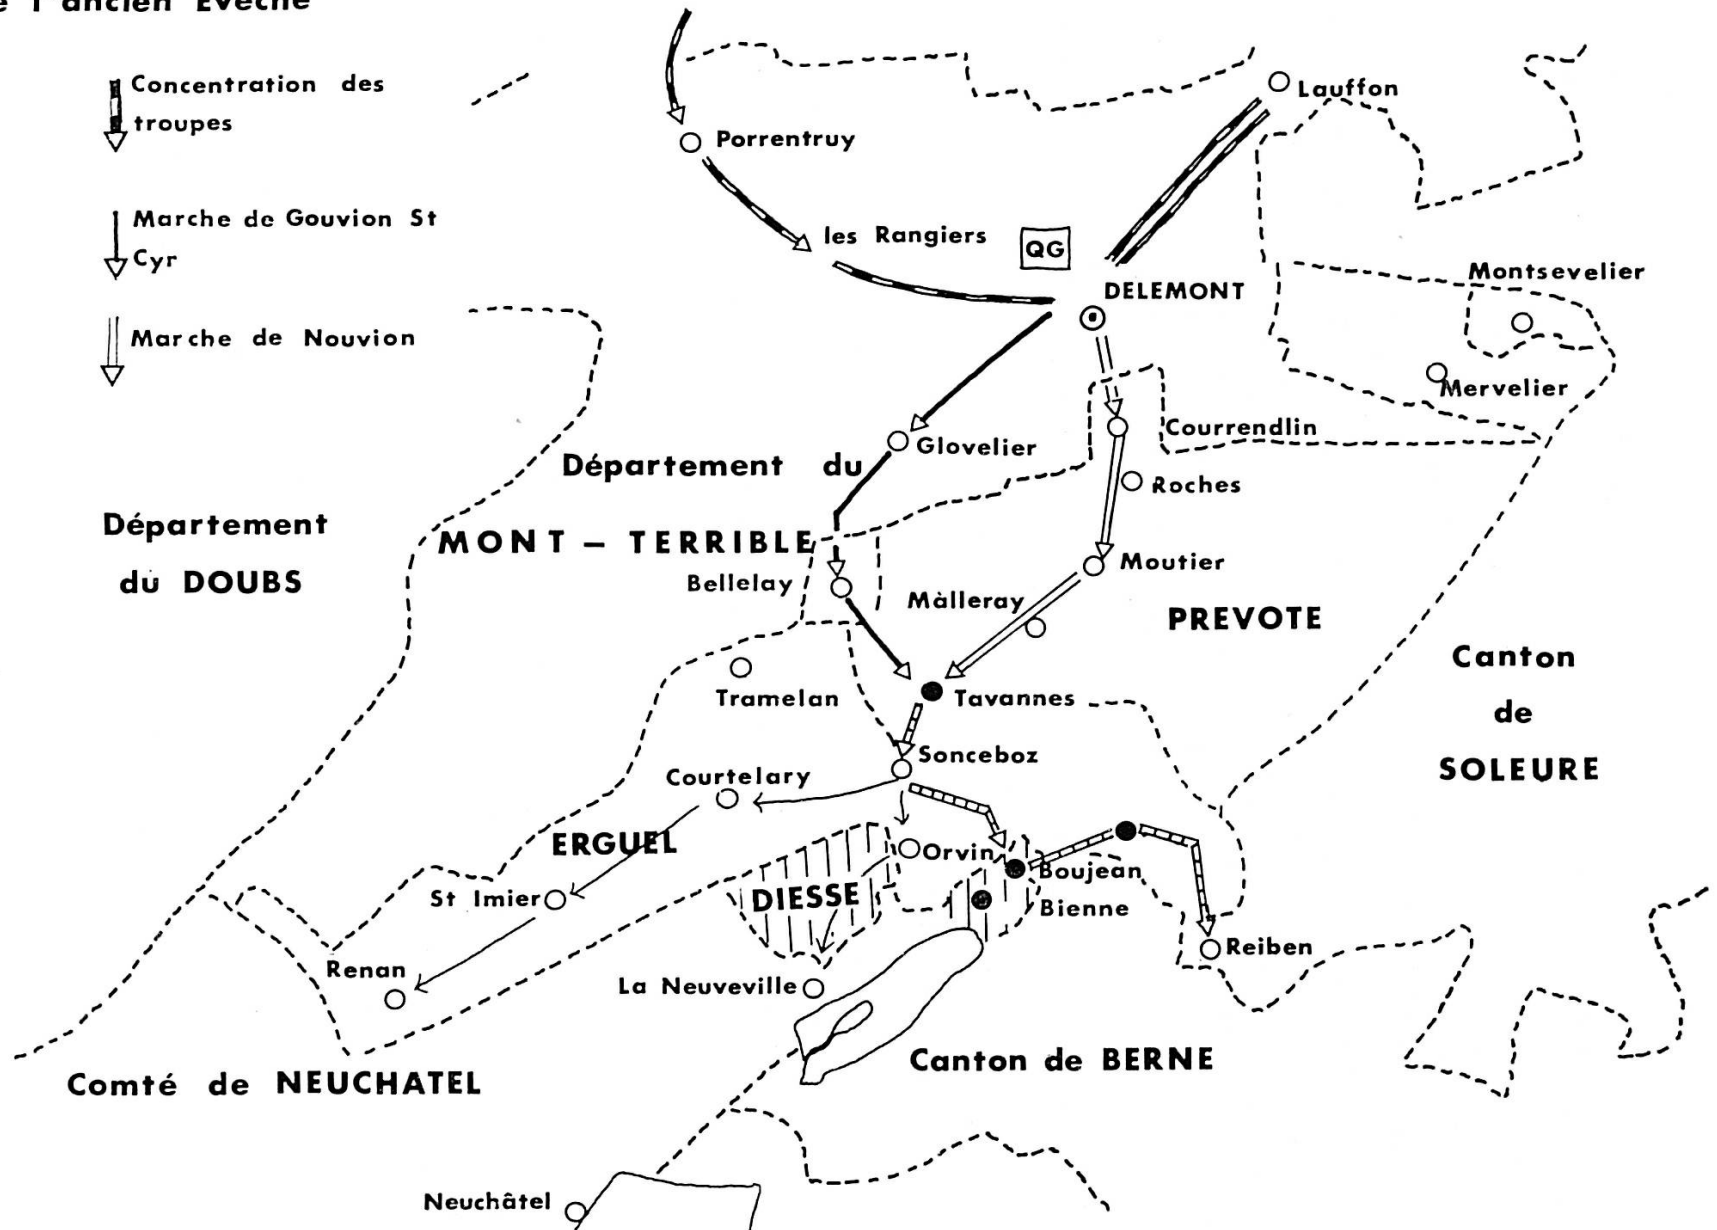 l'ancien Evêché
Concentration des
troupes
Marche de Gouvion St
Cyr
Marche de Nouvion
Lauffon
Porrentruy
les Rangiers
QG
DELEMONT
Montsevelier
Mervelier
Courrendlin
Glovelier
Département du
MONT – TERRIBLE
Roches
Département
du DOUBS
Moutier
Bellelay
Màlleray
PREVOTE
Canton
de
SOLEURE
Tramelan
Tavannes
Sonceboz
Courtelary
ERGUEL
Orvin
Boujean
DIESSE
St Imier
Bienne
Reiben
Renan
La Neuveville
Canton de BERNE
Comté de NEUCHATEL
Neuchâtel